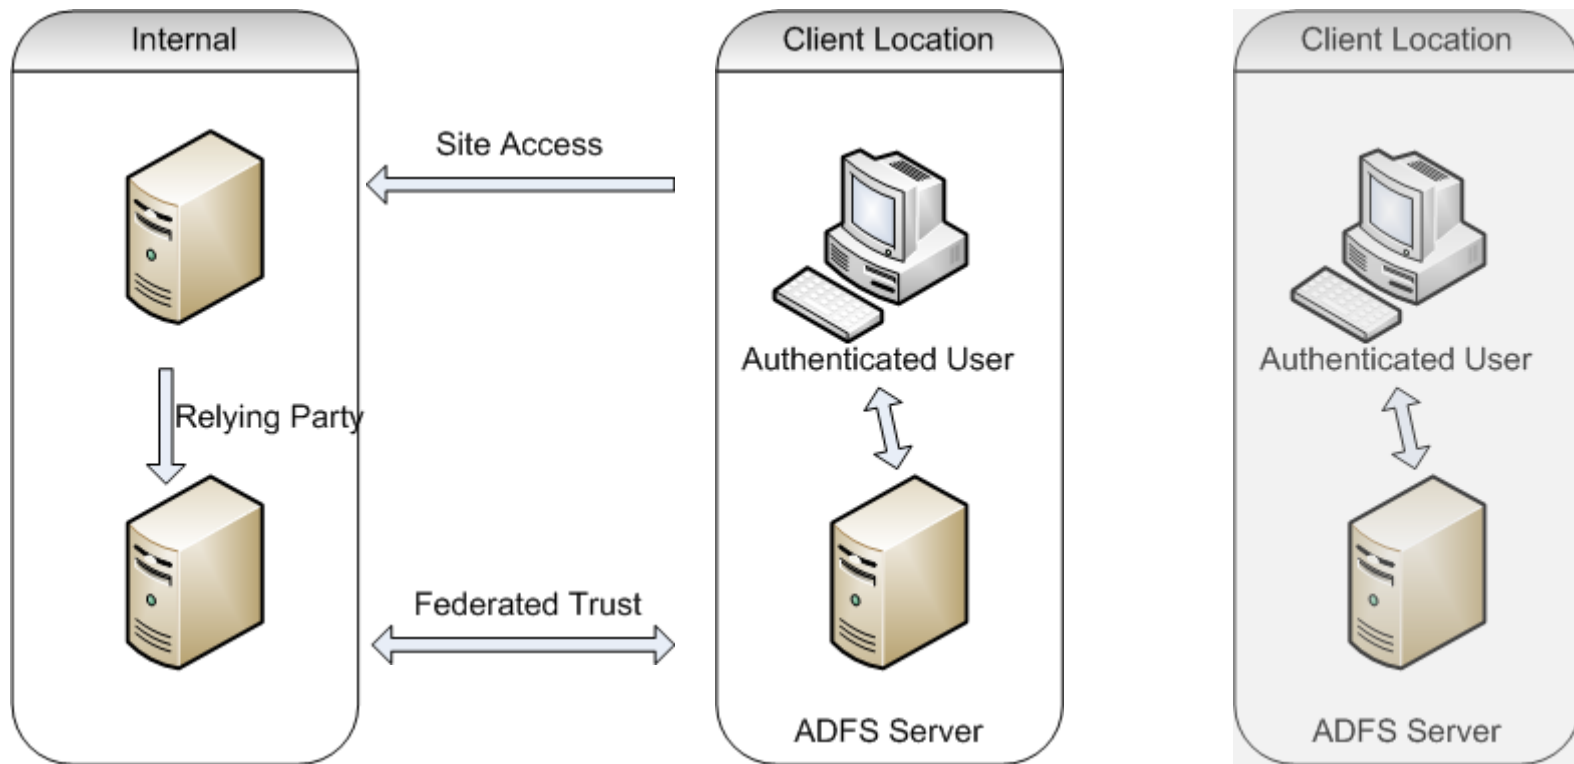 Internal
Client Location
Client Location
Site Access
Authenticated User
Authenticated User
Relying Party
Federated Trust
ADFS Server
ADFS Server